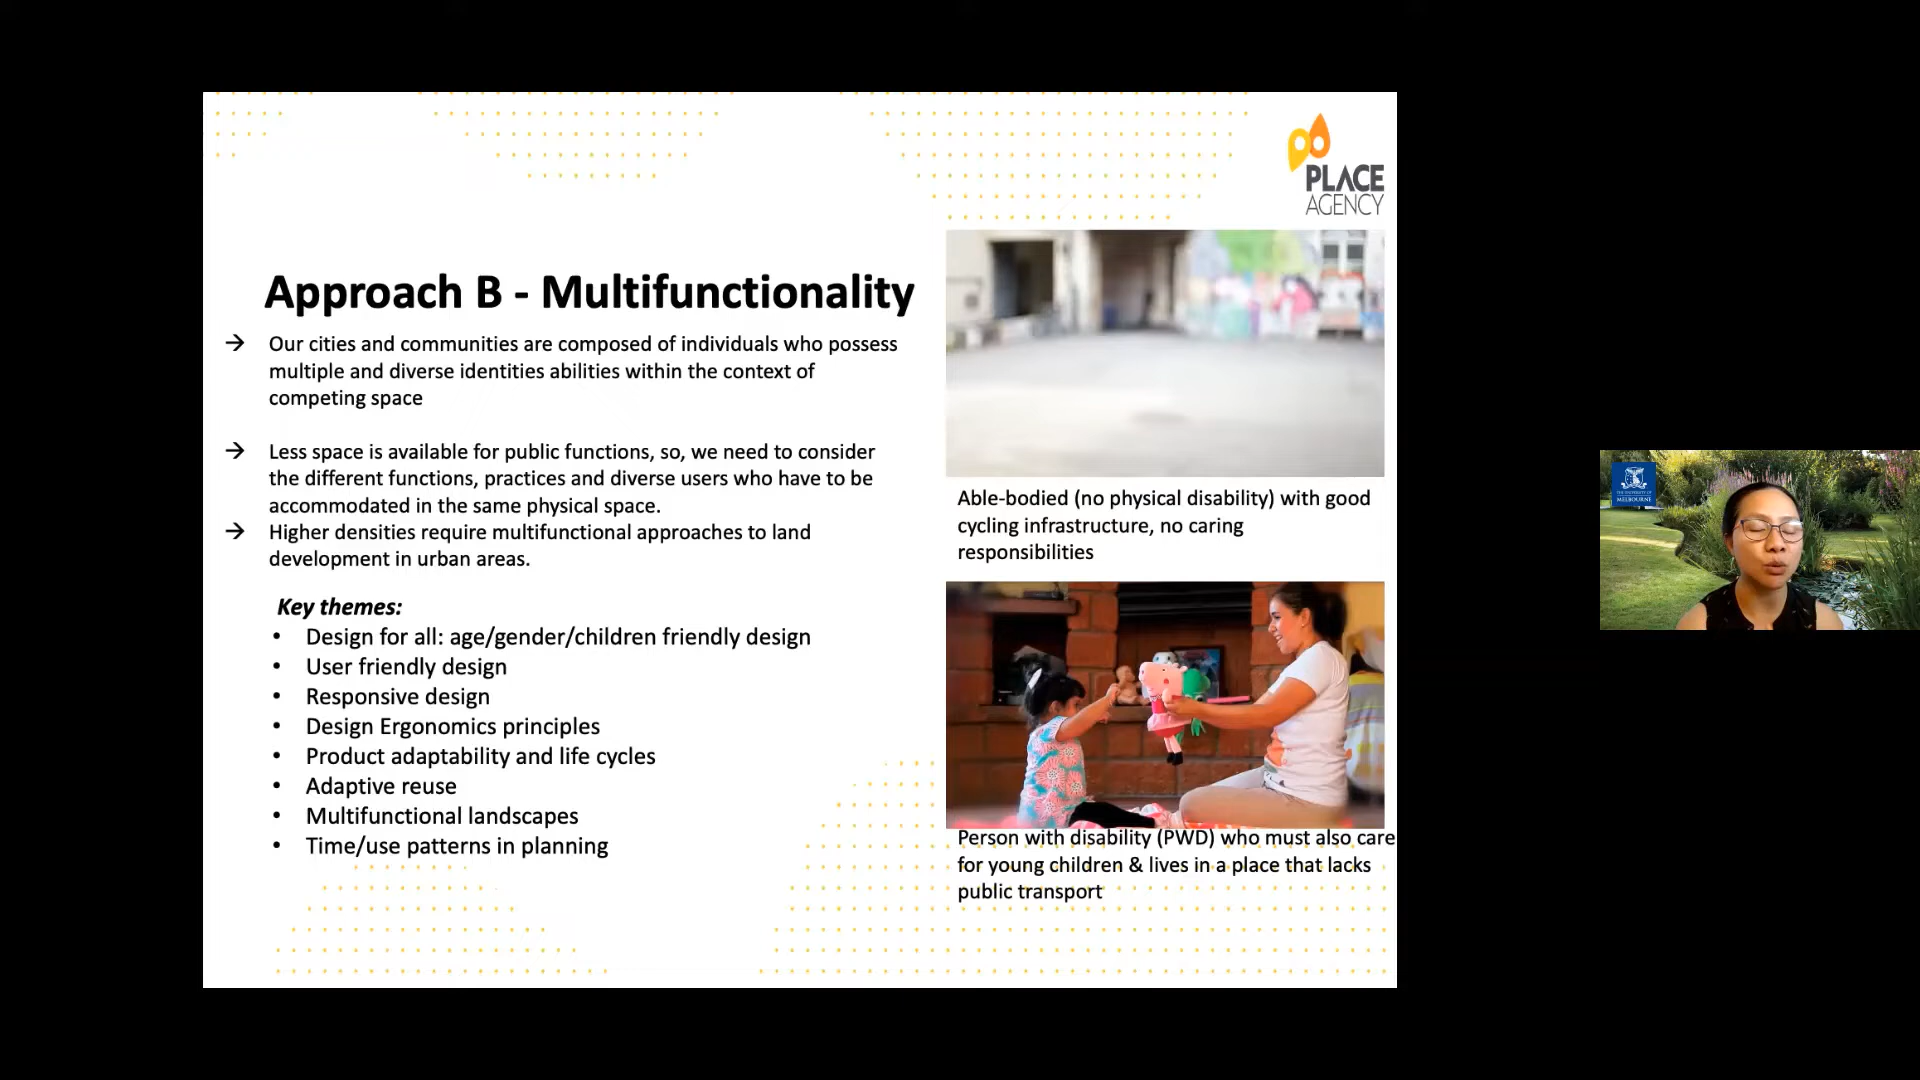 PLACE
AGENCY
Approach B - Multifunctionality
→ Our cities and communities are composed of individuals who possess
multiple and diverse identities abilities within the context of
competing space
→ Less space is available for public functions, so, we need to consider
the different functions, practices and diverse users who have to be
accommodated in the same physical space.
→ Higher densities require multifunctional approaches to land
development in urban areas.
Key themes:
• Design for all: age/gender/children friendly design
• User friendly design
• Responsive design
• Design Ergonomics principles
• Product adaptability and life cycles
• Adaptive reuse
• Multifunctional landscapes
• Time/use patterns in planning
Able-bodied (no physical disability) with good
cycling infrastructure, no caring
responsibilities
Person with disability (PWD) who must also care
for young children & lives in a place that lacks
public transport
THE UNIVERSITY OF
MELBOURNE